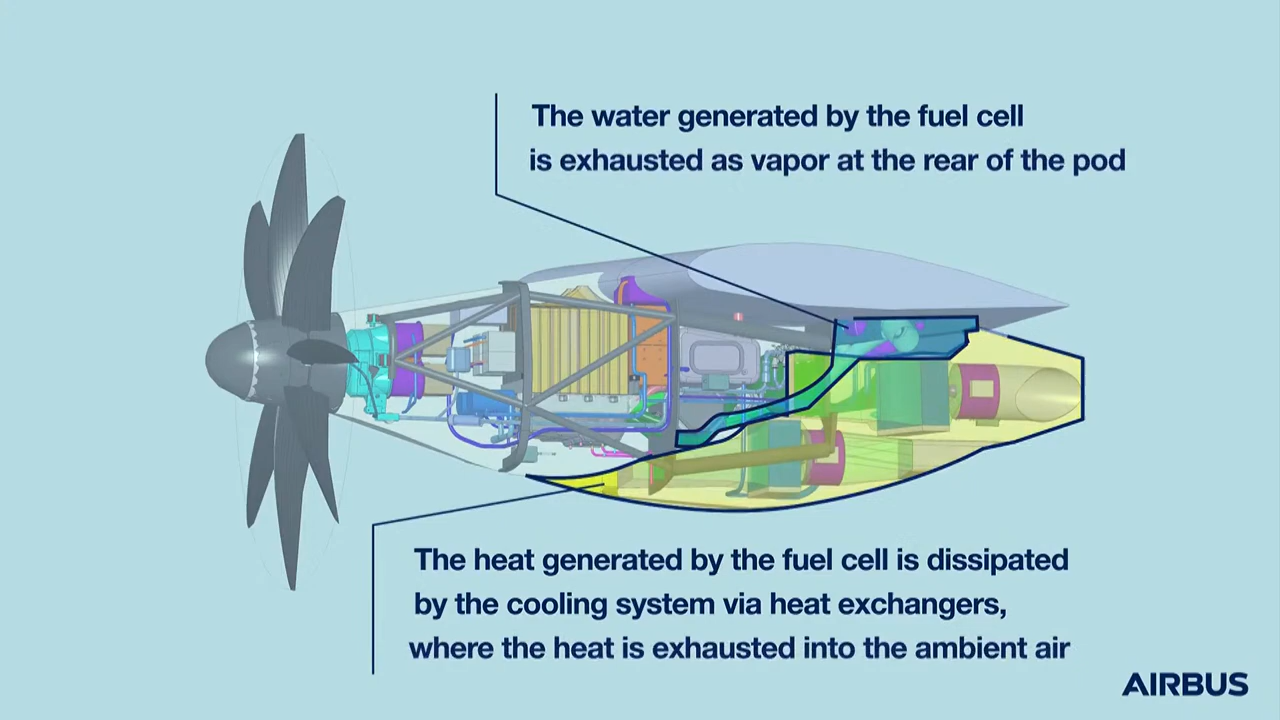 The water generated by the fuel cell
is exhausted as vapor at the rear of the pod
The heat generated by the fuel cell is dissipated
by the cooling system via heat exchangers,
where the heat is exhausted into the ambient air
AIRBUS